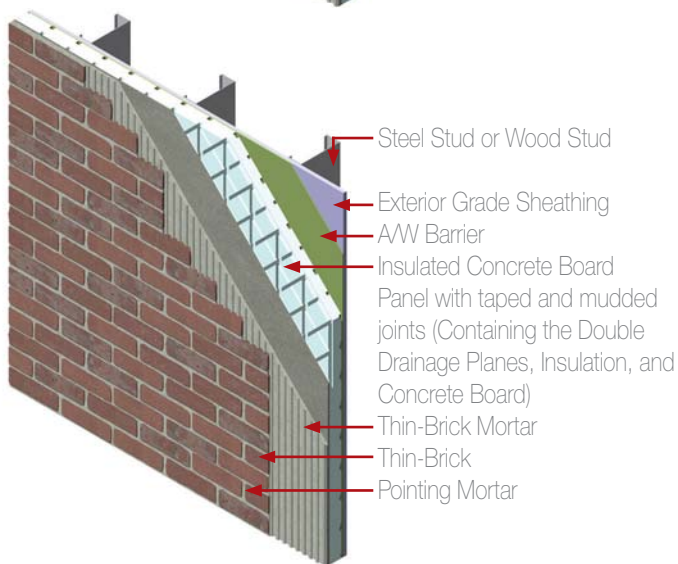 Steel Stud or Wood Stud
Exterior Grade Sheathing
A/W Barrier
Insulated Concrete Board
Panel with taped and mudded
joints (Containing the Double
Drainage Planes, Insulation, and
Concrete Board)
Thin-Brick Mortar
Thin-Brick
Pointing Mortar